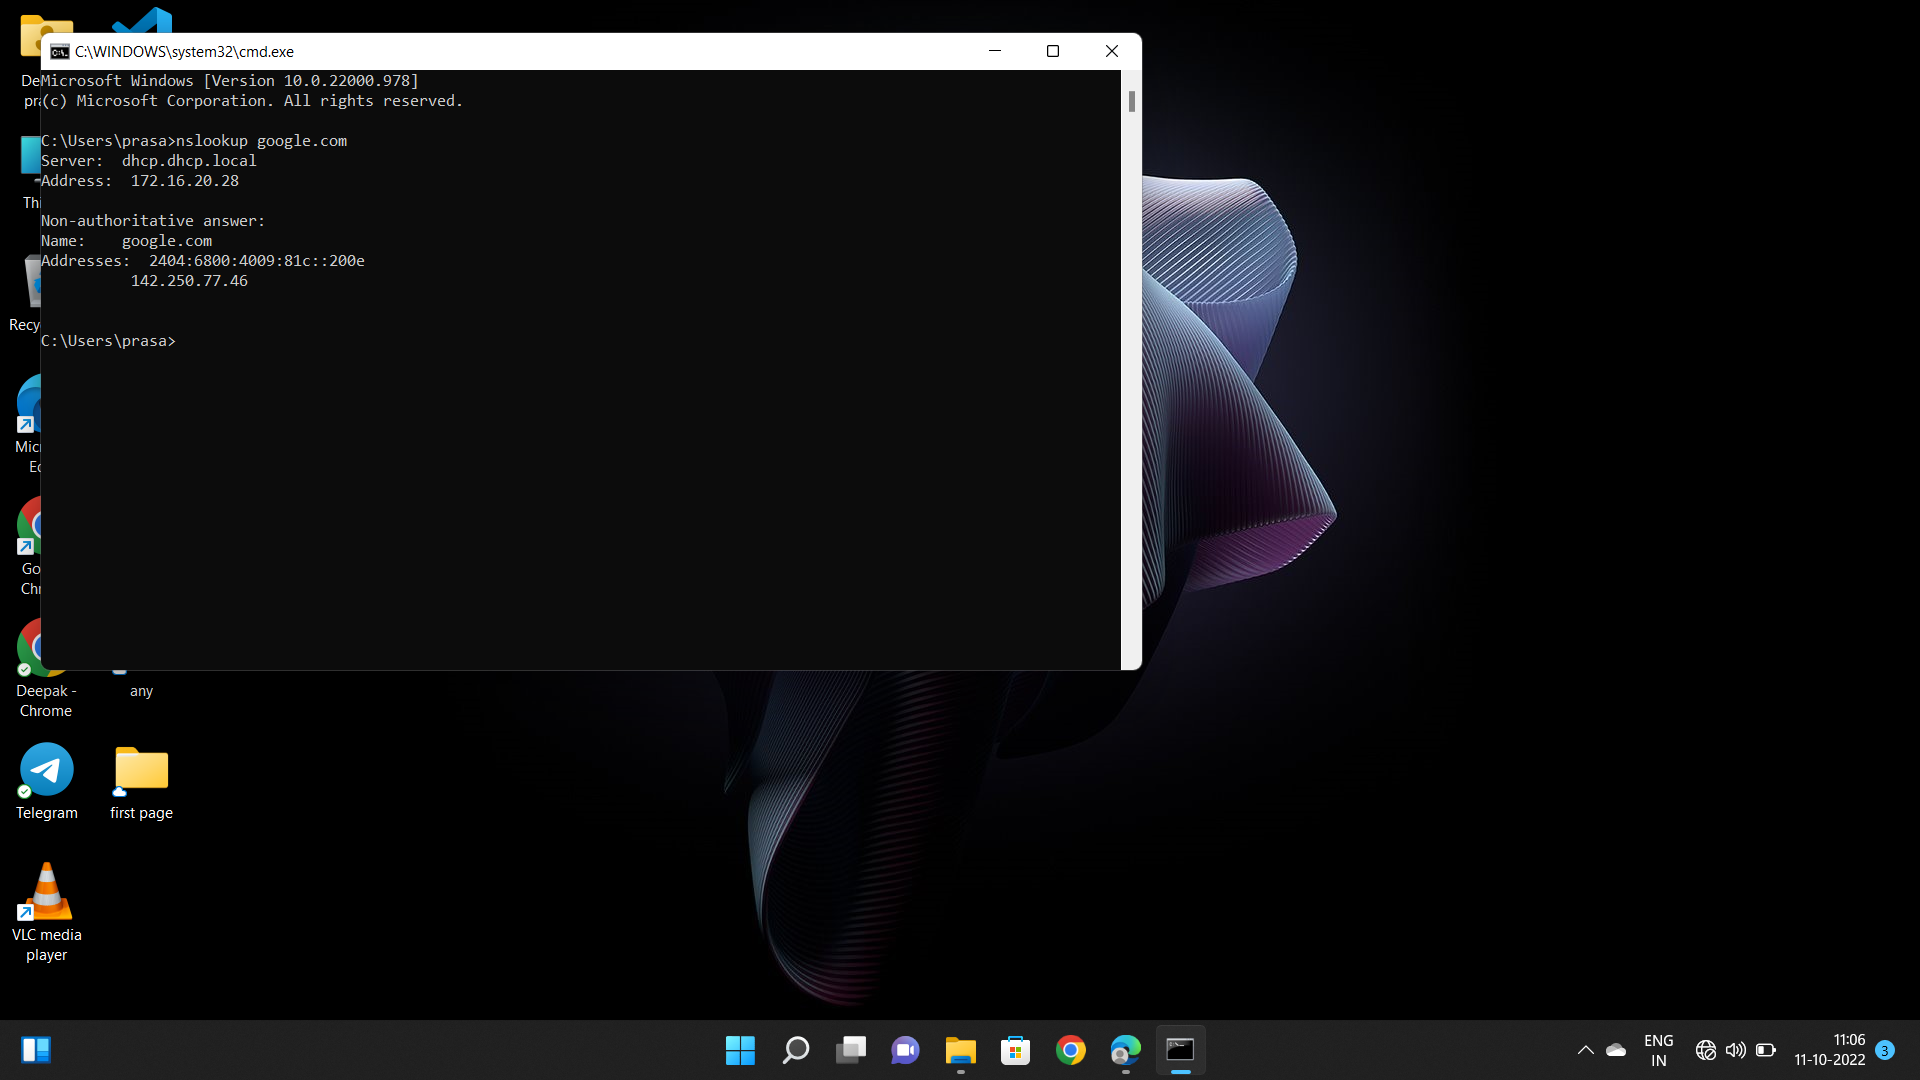 C:\WINDOWS\system32\cmd.exe
Microsoft Windows [Version 10.0.22000.978]
(c) Microsoft Corporation. All rights reserved.
C:\Users\prasa>nslookup google.com
Server:  dhcp.dhcp.local
Address:  172.16.20.28
Non-authoritative answer:
Name:    google.com
Addresses:  2404:6800:4009:81c::200e
142.250.77.46
C:\Users\prasa>
De
pra
Thi
Recy
Mic
Go
Chr
Deepak -
Chrome
any
Telegram
first page
VLC media
player
ENG
IN
11:06
11-10-2022
3